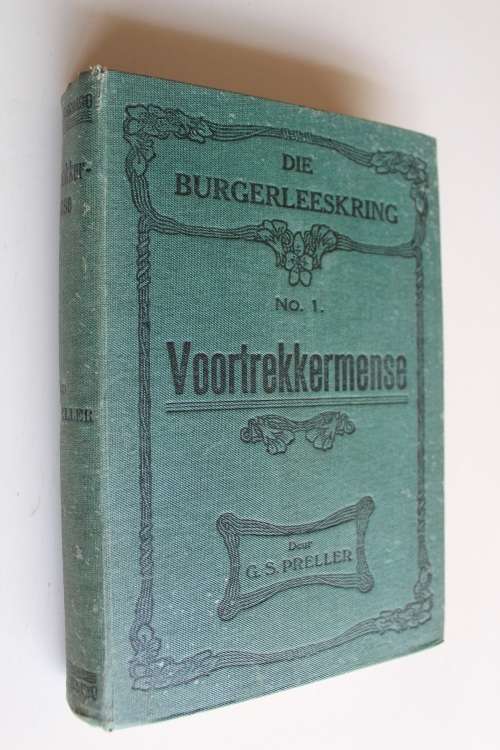 DIE
BURGERLEESKRING
No. 1.
Voortrekkermense
Deur
G. S. PRELLER